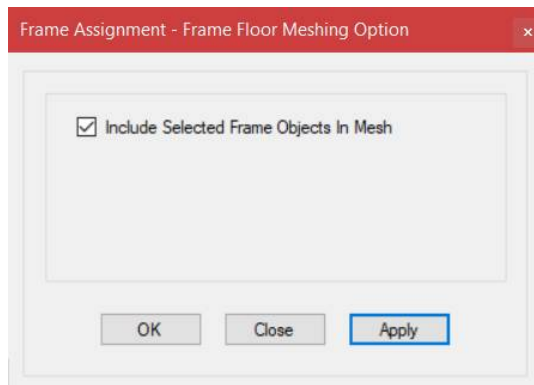 Frame Assignment - Frame Floor Meshing Option
Include Selected Frame Objects In Mesh
OK Close Apply